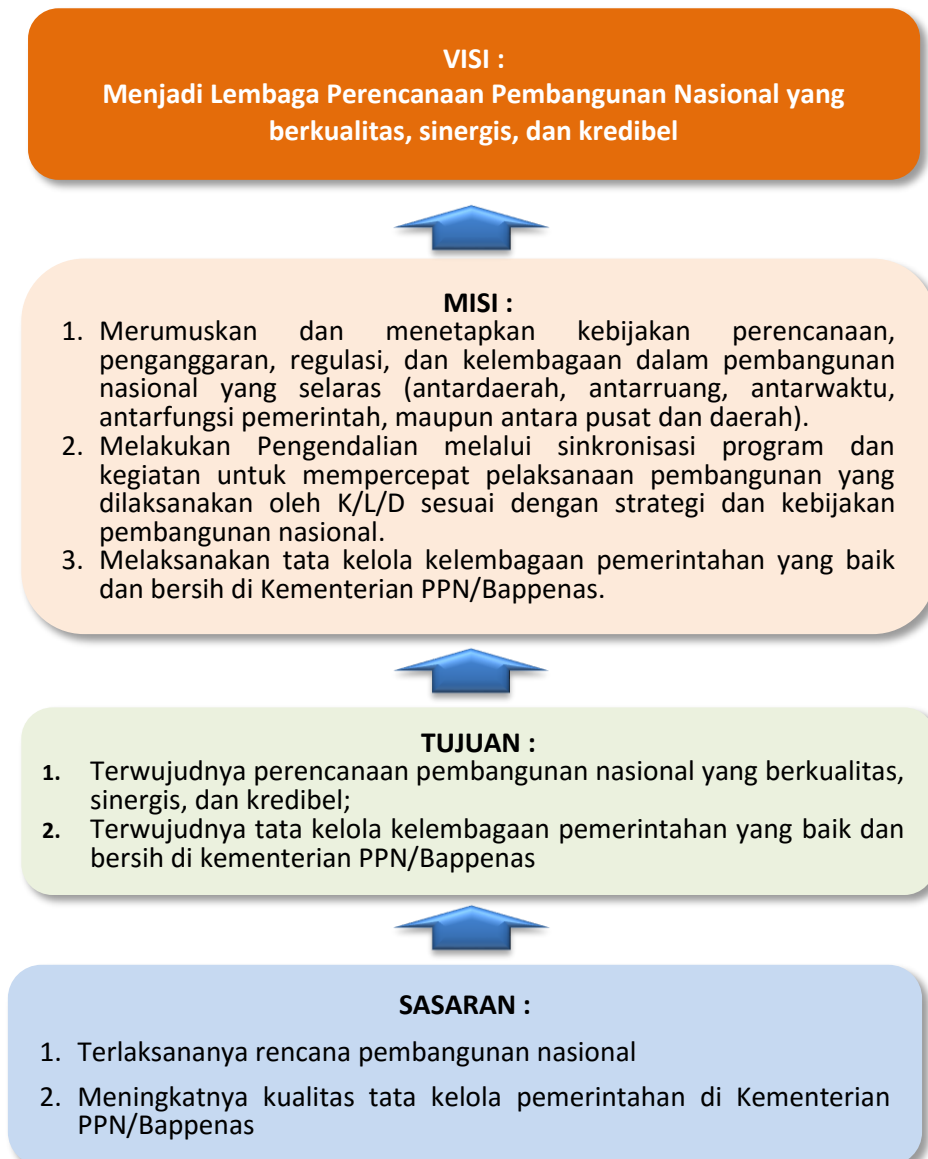 VISI :
Menjadi Lembaga Perencanaan Pembangunan Nasional yang
berkualitas, sinergis, dan kredibel
MISI :
1. Merumuskan dan menetapkan kebijakan perencanaan,
penganggaran, regulasi, dan kelembagaan dalam pembangunan
nasional yang selaras (antardaerah, antarruang, antarwaktu,
antarfungsi pemerintah, maupun antara pusat dan daerah).
2. Melakukan Pengendalian melalui sinkronisasi program dan
kegiatan untuk mempercepat pelaksanaan pembangunan yang
dilaksanakan oleh K/L/D sesuai dengan strategi dan kebijakan
pembangunan nasional.
3. Melaksanakan tata kelola kelembagaan pemerintahan yang baik
dan bersih di Kementerian PPN/Bappenas.
TUJUAN :
1. Terwujudnya perencanaan pembangunan nasional yang berkualitas,
sinergis, dan kredibel;
2. Terwujudnya tata kelola kelembagaan pemerintahan yang baik dan
bersih di kementerian PPN/Bappenas
SASARAN :
1. Terlaksananya rencana pembangunan nasional
2. Meningkatnya kualitas tata kelola pemerintahan di Kementerian
PPN/Bappenas